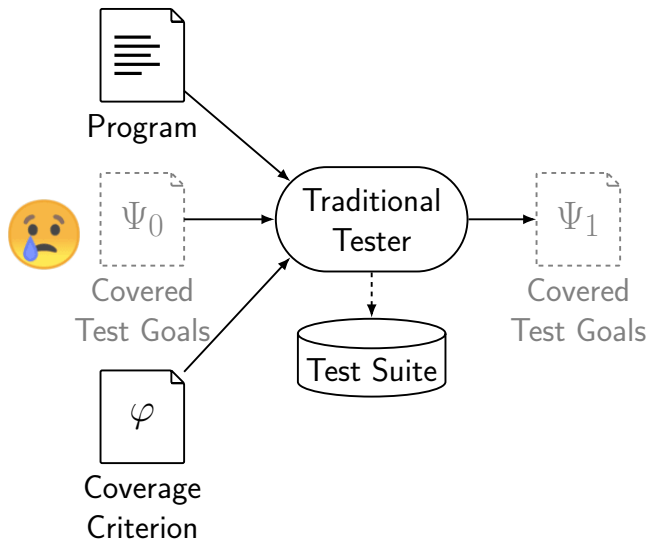 Program
Ψ₀
Covered
Test Goals
φ
Coverage
Criterion
Traditional
Tester
Test Suite
Ψ₁
Covered
Test Goals